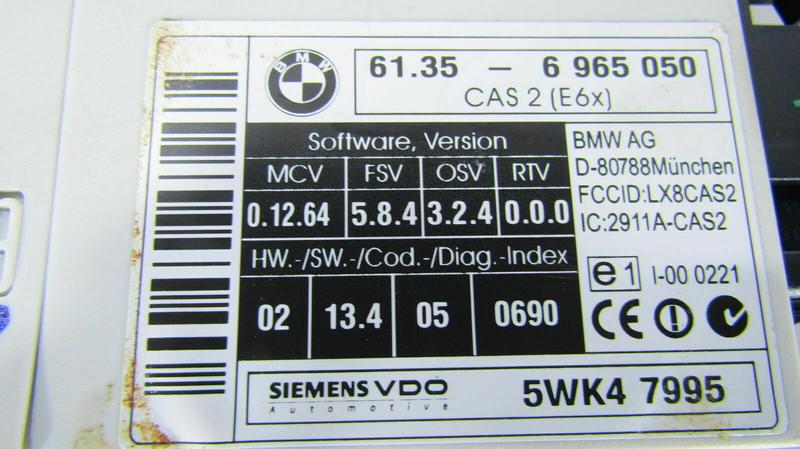 BMW
61.35 - 6 965 050
CAS 2 (E6x)
Software, Version
MCV FSV OSV RTV
0.12.64 5.8.4 3.2.4 0.0.0
HW.-/SW.-/Cod.-/Diag.-Index
02 13.4 05 0690
BMW AG
D-80788München
FCCID:LX8CAS2
IC:2911A-CAS2
e1 I-00 0221
CE
SIEMENS VDO
Automotive
5WK4 7995